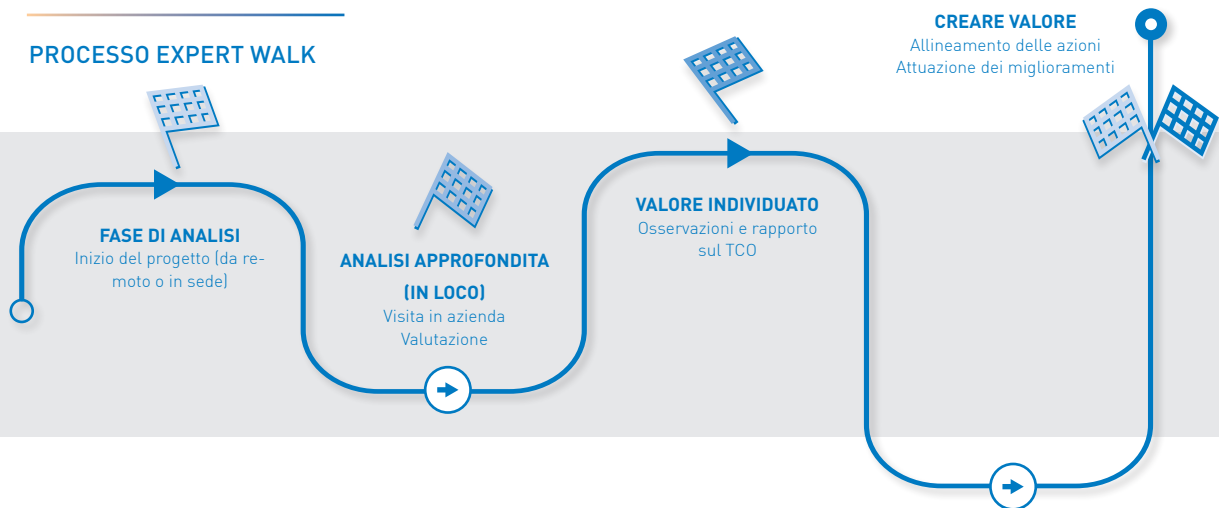 PROCESSO EXPERT WALK
FASE DI ANALISI
Inizio del progetto (da re-
moto o in sede)
ANALISI APPROFONDITA
(IN LOCO)
Visita in azienda
Valutazione
VALORE INDIVIDUATO
Osservazioni e rapporto
sul TCO
CREARE VALORE
Allineamento delle azioni
Attuazione dei miglioramenti